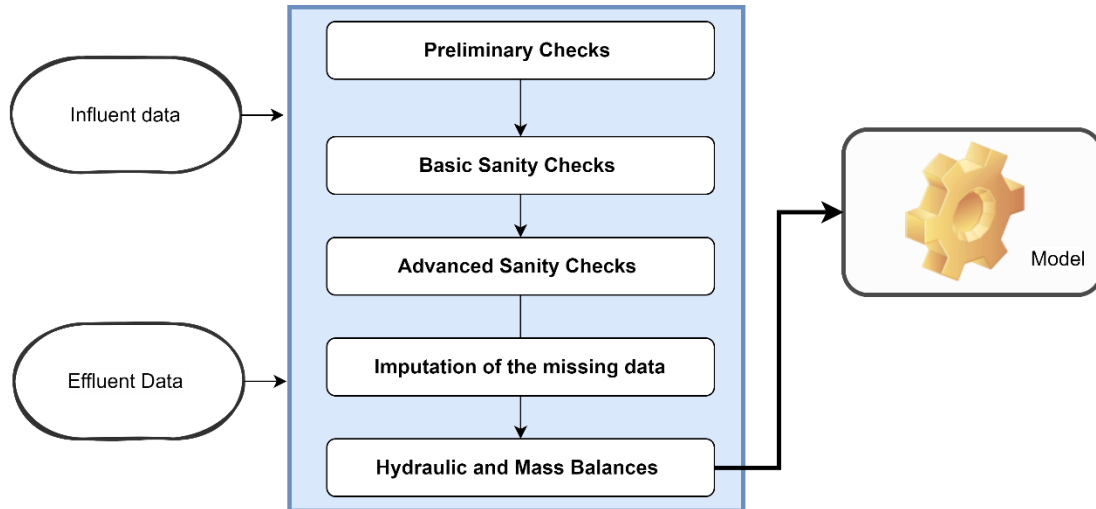 Preliminary Checks
Influent data
Basic Sanity Checks
Advanced Sanity Checks
Model
Imputation of the missing data
Effluent Data
Hydraulic and Mass Balances